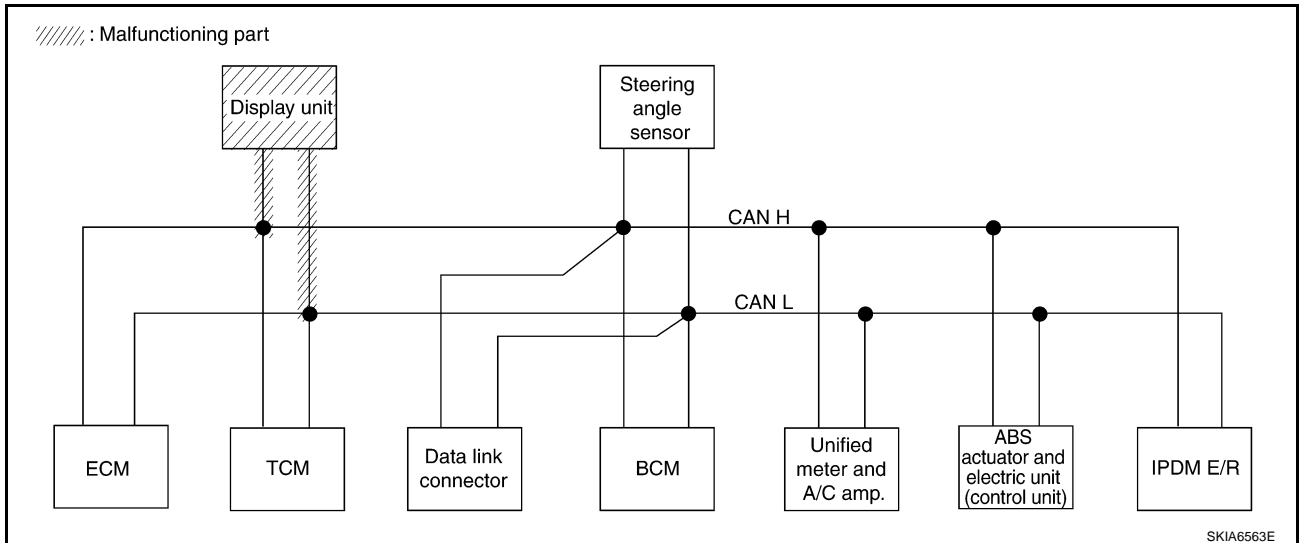 : Malfunctioning part
Display unit
Steering
angle
sensor
CAN H
CAN L
ECM
TCM
Data link
connector
BCM
Unified
meter and
A/C amp.
ABS
actuator and
electric unit
(control unit)
IPDM E/R
SKIA6563E